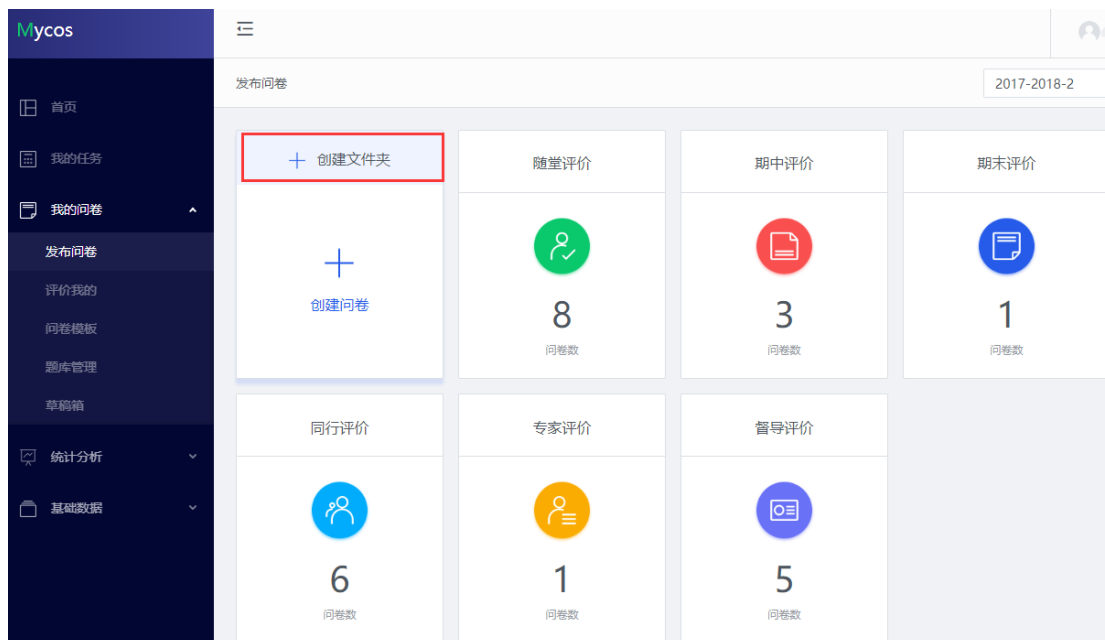 Mycos
发布问卷
2017-2018-2
首页
我的任务
我的问卷
发布问卷
评价我的
问卷模板
题库管理
草稿箱
统计分析
基础数据
创建文件夹
创建问卷
随堂评价
8
问卷数
期中评价
3
问卷数
期末评价
1
问卷数
同行评价
6
问卷数
专家评价
1
问卷数
督导评价
5
问卷数